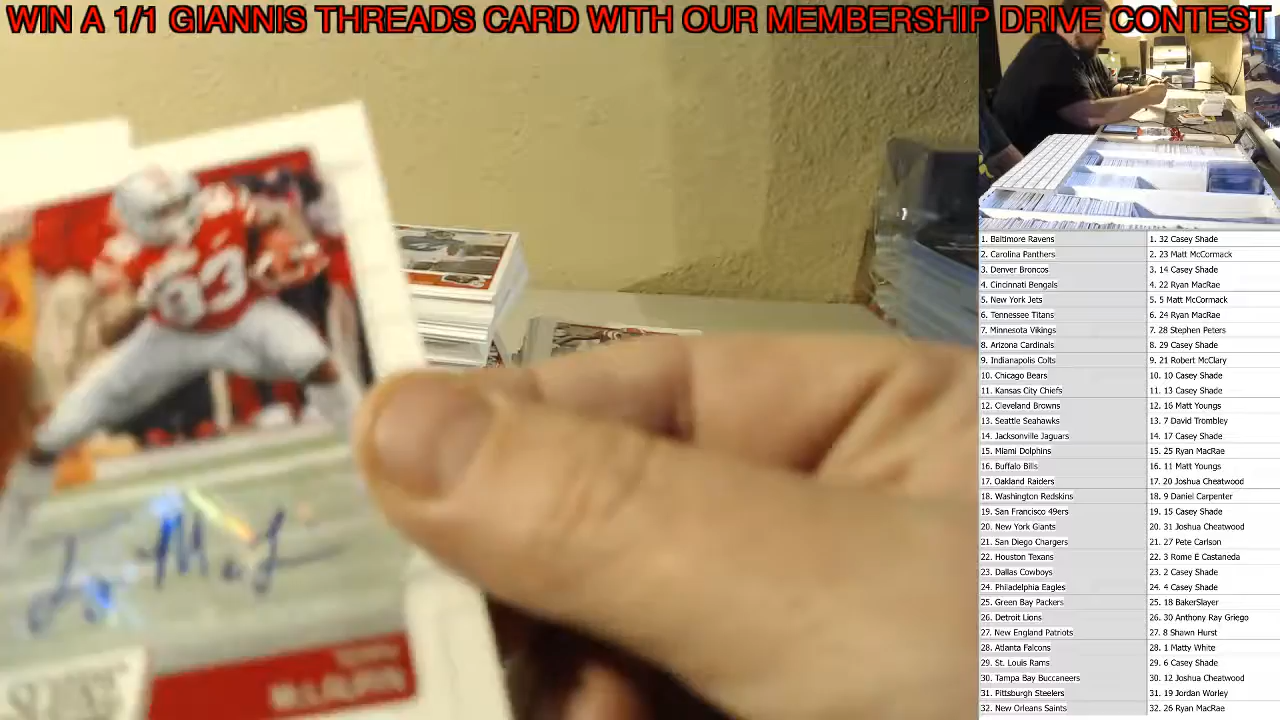 WIN A 1/1 GIANNIS THREADS CARD WITH OUR MEMBERSHIP DRIVE CONTEST
83
McLAURIN
1. Baltimore Ravens 1. 32 Casey Shade
2. Carolina Panthers 2. 23 Matt McCormack
3. Denver Broncos 3. 14 Casey Shade
4. Cincinnati Bengals 4. 22 Ryan MacRae
5. New York Jets 5. 5 Matt McCormack
6. Tennessee Titans 6. 24 Ryan MacRae
7. Minnesota Vikings 7. 28 Stephen Peters
8. Arizona Cardinals 8. 29 Casey Shade
9. Indianapolis Colts 9. 21 Robert McClary
10. Chicago Bears 10. 10 Casey Shade
11. Kansas City Chiefs 11. 13 Casey Shade
12. Cleveland Browns 12. 16 Matt Youngs
13. Seattle Seahawks 13. 7 David Trombley
14. Jacksonville Jaguars 14. 17 Casey Shade
15. Miami Dolphins 15. 25 Ryan MacRae
16. Buffalo Bills 16. 11 Matt Youngs
17. Oakland Raiders 17. 20 Joshua Cheatwood
18. Washington Redskins 18. 9 Daniel Carpenter
19. San Francisco 49ers 19. 15 Casey Shade
20. New York Giants 20. 31 Joshua Cheatwood
21. San Diego Chargers 21. 27 Pete Carlson
22. Houston Texans 22. 3 Rome E Castaneda
23. Dallas Cowboys 23. 2 Casey Shade
24. Philadelphia Eagles 24. 4 Casey Shade
25. Green Bay Packers 25. 18 BakerSlayer
26. Detroit Lions 26. 30 Anthony Ray Griego
27. New England Patriots 27. 8 Shawn Hurst
28. Atlanta Falcons 28. 1 Matty White
29. St. Louis Rams 29. 6 Casey Shade
30. Tampa Bay Buccaneers 30. 12 Joshua Cheatwood
31. Pittsburgh Steelers 31. 19 Jordan Worley
32. New Orleans Saints 32. 26 Ryan MacRae